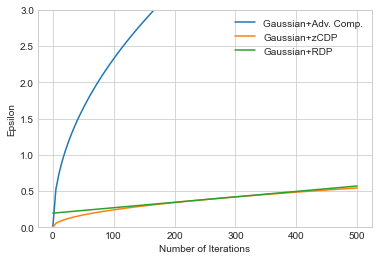 3.0
2.5
2.0
1.5
1.0
0.5
0.0
Epsilon
Gaussian+Adv. Comp.
Gaussian+zCDP
Gaussian+RDP
0 100 200 300 400 500
Number of Iterations